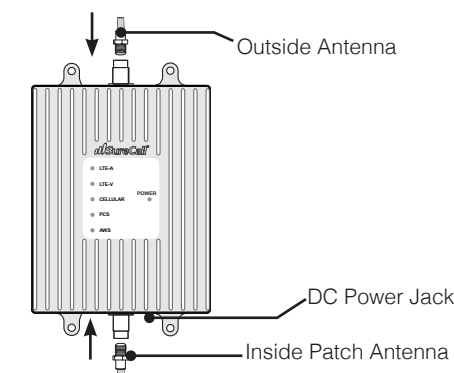 Outside Antenna
SureCall
LTE-A
LTE-V
POWER
CELLULAR
PCS
AWS
DC Power Jack
Inside Patch Antenna